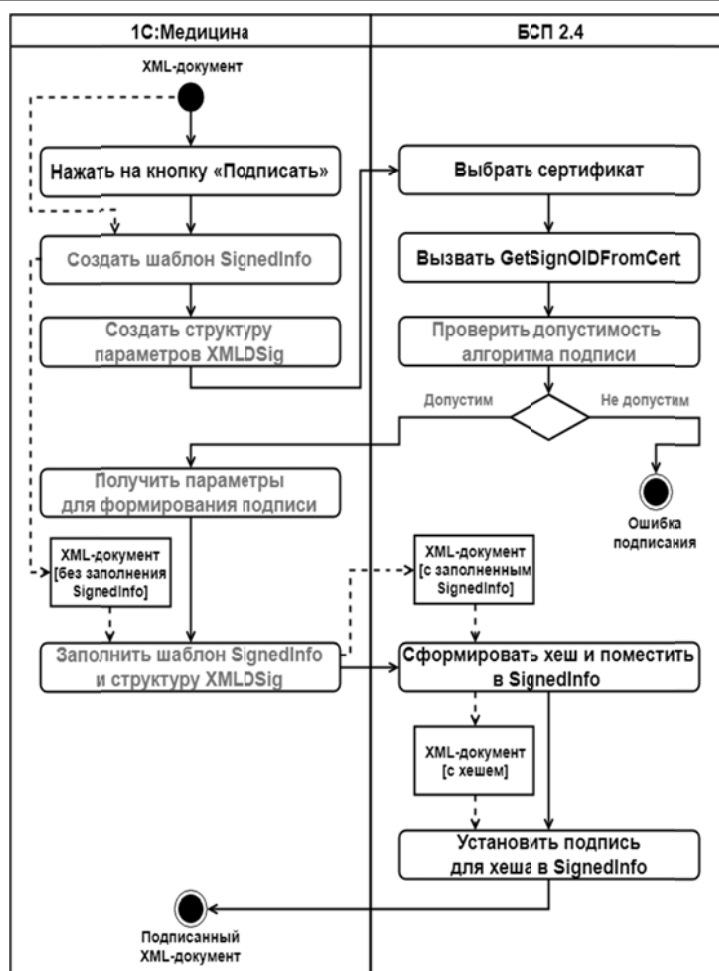 1С:Медицина
БСП 2.4
XML-документ
Нажать на кнопку «Подписать»
Выбрать сертификат
Создать шаблон SignedInfo
Вызвать GetSignOIDFromCert
Создать структуру
параметров XMLDSig
Проверить допустимость
алгоритма подписи
Допустим
Не допустим
Получить параметры
для формирования подписи
Ошибка
подписания
XML-документ
[без заполнения
SignedInfo]
XML-документ
[с заполненным
SignedInfo]
Заполнить шаблон SignedInfo
и структуру XMLDSig
Сформировать хеш и поместить
в SignedInfo
XML-документ
[с хешем]
Установить подпись
для хеша в SignedInfo
Подписанный
XML-документ